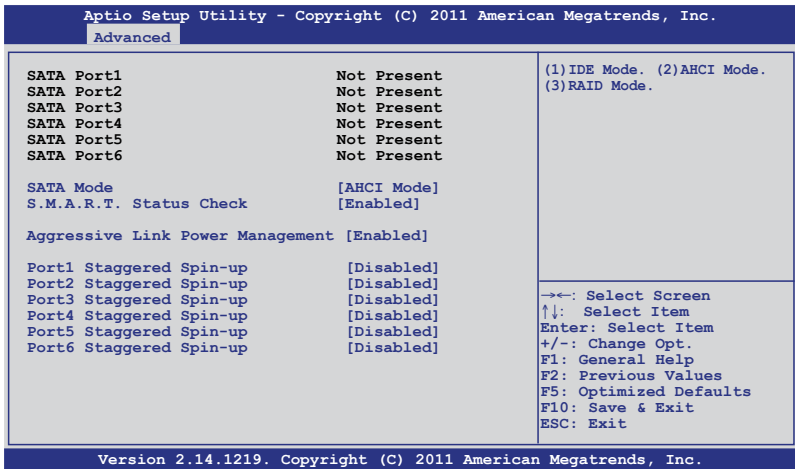 Aptio Setup Utility - Copyright (C) 2011 American Megatrends, Inc.
Advanced
SATA Port1 Not Present
SATA Port2 Not Present
SATA Port3 Not Present
SATA Port4 Not Present
SATA Port5 Not Present
SATA Port6 Not Present
SATA Mode [AHCI Mode]
S.M.A.R.T. Status Check [Enabled]
Aggressive Link Power Management [Enabled]
Port1 Staggered Spin-up [Disabled]
Port2 Staggered Spin-up [Disabled]
Port3 Staggered Spin-up [Disabled]
Port4 Staggered Spin-up [Disabled]
Port5 Staggered Spin-up [Disabled]
Port6 Staggered Spin-up [Disabled]
(1)IDE Mode. (2)AHCI Mode.
(3)RAID Mode.
→←: Select Screen
↑↓: Select Item
Enter: Select Item
+/-: Change Opt.
F1: General Help
F2: Previous Values
F5: Optimized Defaults
F10: Save & Exit
ESC: Exit
Version 2.14.1219. Copyright (C) 2011 American Megatrends, Inc.